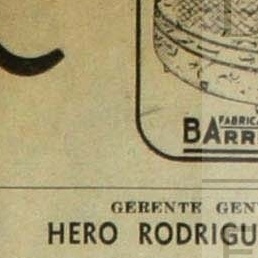 FABRICA
BARR
GERENTE GEN
HERO RODRIGU